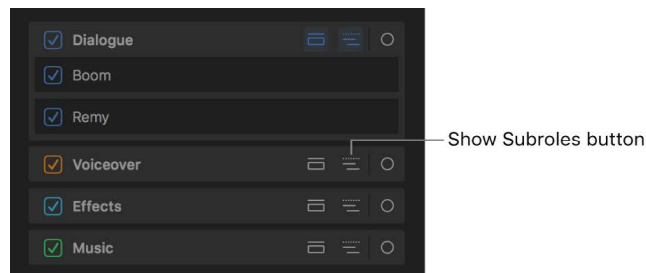 Dialogue
Boom
Remy
Show Subroles button
Voiceover
Effects
Music